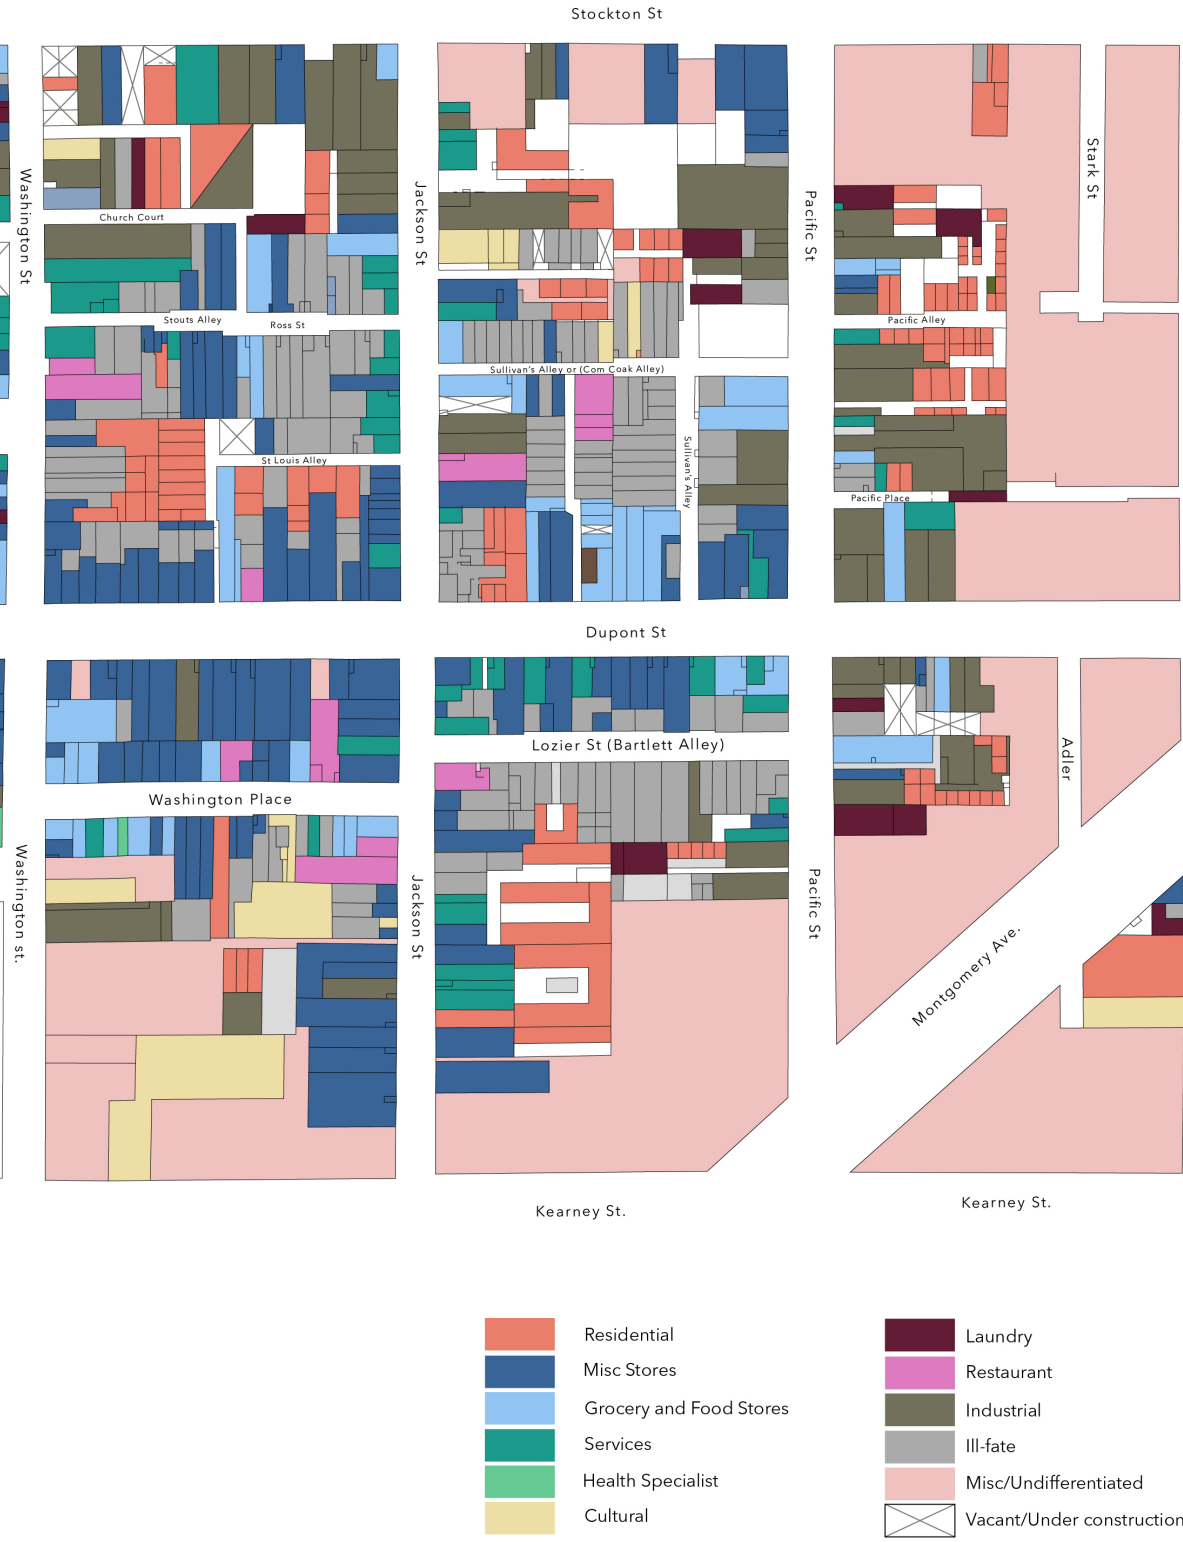 Stockton St
Washington St
Jackson St
Pacific St
Stark St
Church Court
Stouts Alley
Ross St
Pacific Alley
Sullivan's Alley or (Com Coak Alley)
Sullivan's Alley
St Louis Alley
Pacific Place
Dupont St
Lozier St (Bartlett Alley)
Adler
Washington Place
Washington st.
Jackson St
Pacific St
Montgomery Ave.
Kearney St.
Kearney St.
Residential
Misc Stores
Grocery and Food Stores
Services
Health Specialist
Cultural
Laundry
Restaurant
Industrial
Ill-fate
Misc/Undifferentiated
Vacant/Under construction